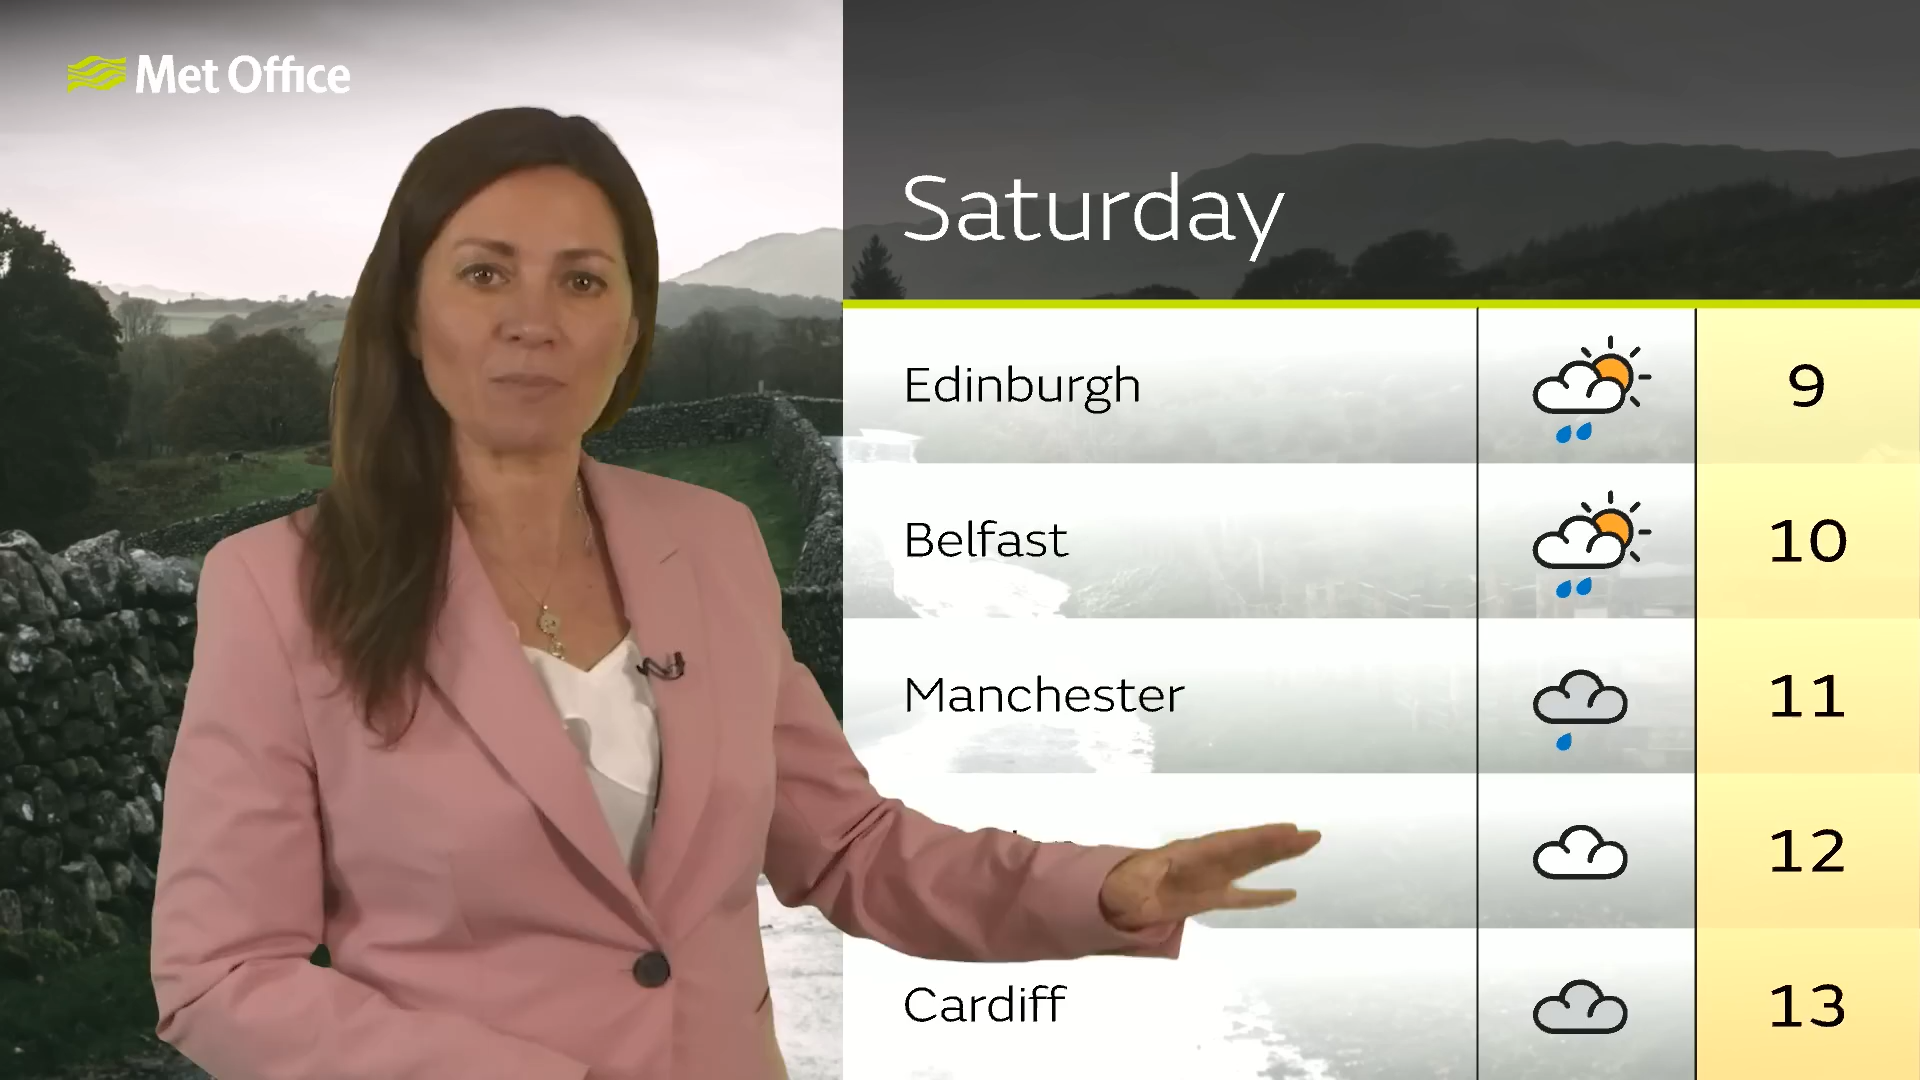 Met Office
Saturday
Edinburgh 9
Belfast 10
Manchester 11
12
Cardiff 13